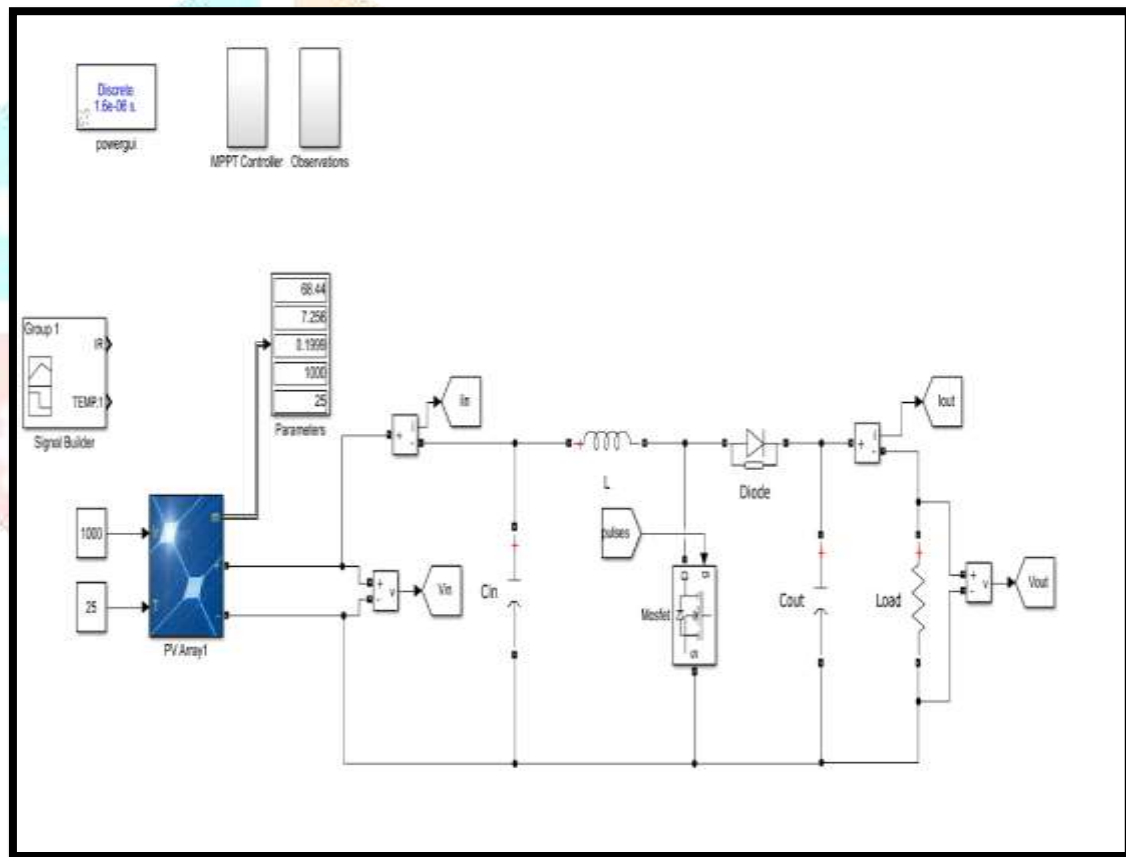 Discrete
1.6e-06 s.
powergui
MPPT Controller
Observations
68.44
7.256
0.1999
1000
25
Parameters
Group 1
IR
TEMP.1
Signal Builder
Iin
Iout
L
Diode
1000
pulses
T
25
PV Array1
Vin
Cin
Mosfet
Cout
Load
Vout